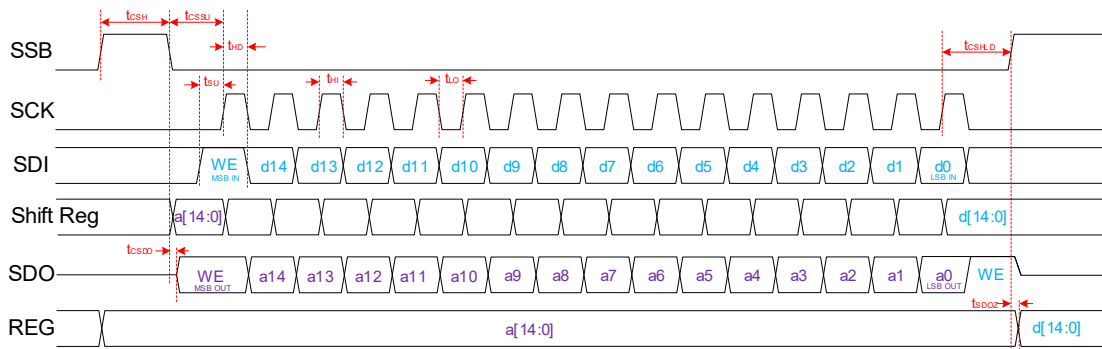 tCSH tCSSU
SSB tHD tCSHLD
tSU tHI tLO
SCK
SDI WE d14 d13 d12 d11 d10 d9 d8 d7 d6 d5 d4 d3 d2 d1 d0
MSB IN LSB IN
Shift Reg a[14:0] d[14:0]
tCSDO
SDO WE a14 a13 a12 a11 a10 a9 a8 a7 a6 a5 a4 a3 a2 a1 a0 WE
MSB OUT LSB OUT
tSDOZ
REG a[14:0] d[14:0]